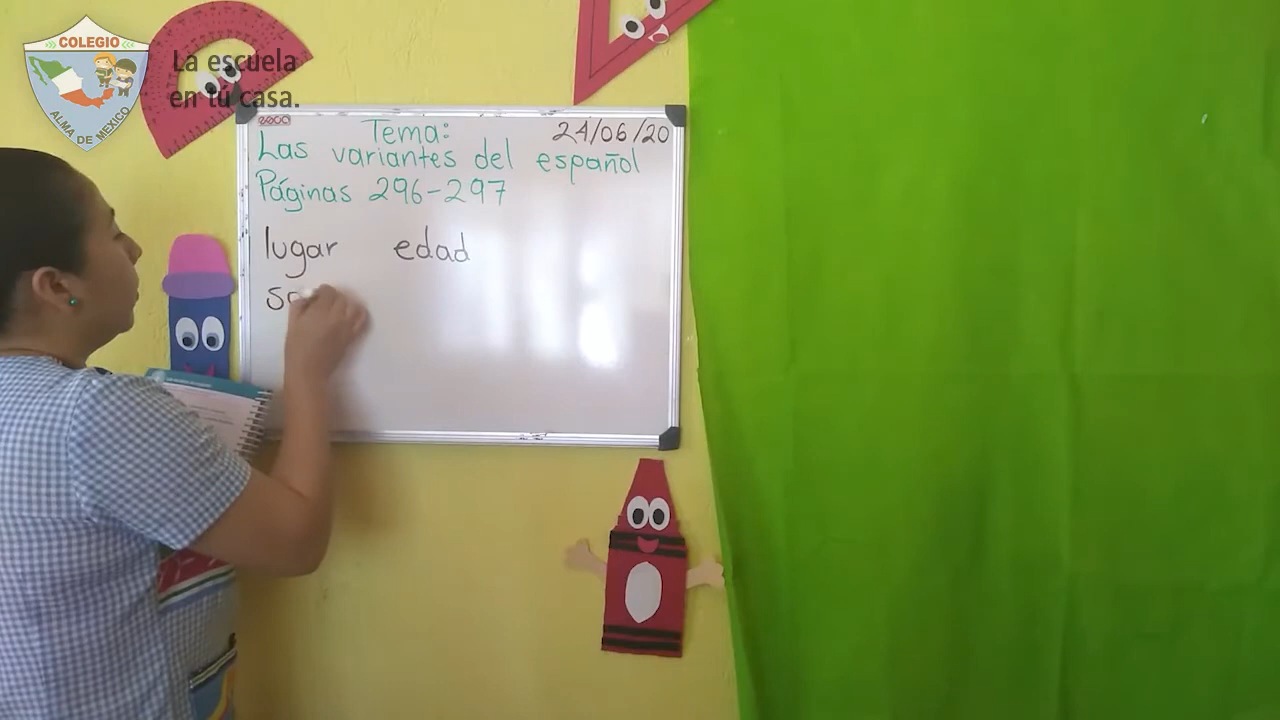 COLEGIO
ALMA DE MEXICO
La escuela
en tú casa.
Tema:
24/06/20
Las variantes del español
Páginas 296-297
lugar edad